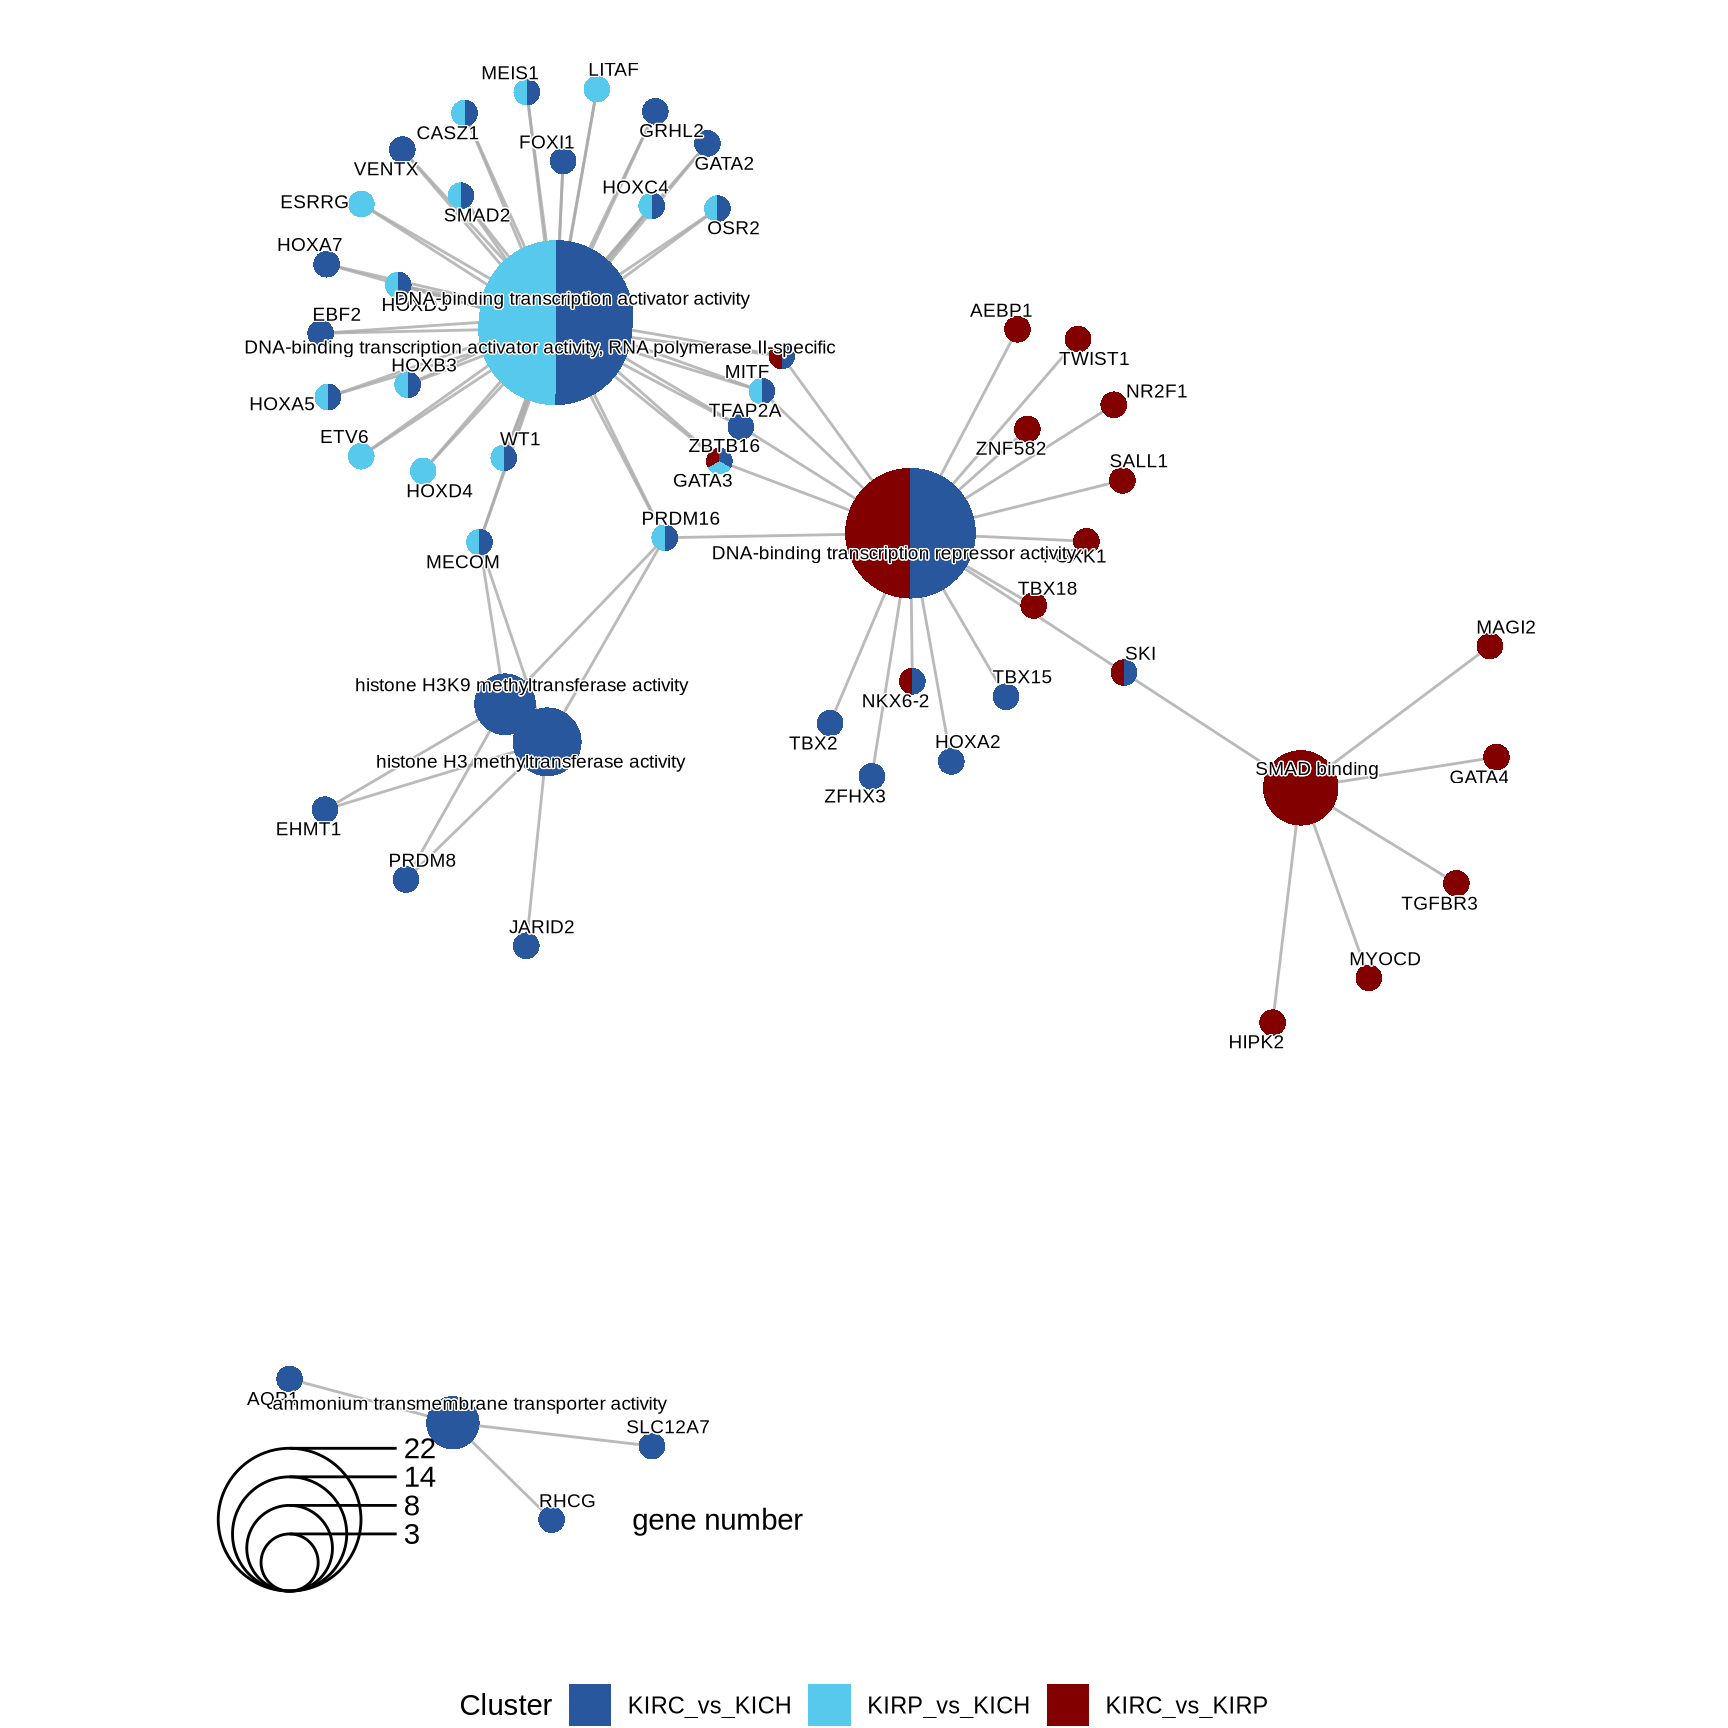 LITAF
MEIS1
CASZ1
GRHL2
FOXI1
GATA2
VENTX
HOXC4
ESRRG
SMAD2
OSR2
HOXA7
DNA-binding transcription activator activity
EBF2
AEBP1
DNA-binding transcription activator activity, RNA polymerase II-specific
TWIST1
HOXB3
MITF
NR2F1
HOXA5
TFAP2A
ETV6
WT1
ZBTB16
ZNF582
SALL1
GATA3
HOXD4
PRDM16
DNA-binding transcription repressor activity
MECOM
TBX18
MAGI2
SKI
histone H3K9 methyltransferase activity
TBX15
NKX6-2
TBX2
HOXA2
histone H3 methyltransferase activity
SMAD binding
GATA4
ZFHX3
EHMT1
PRDM8
TGFBR3
JARID2
MYOCD
HIPK2
AQP1
ammonium transmembrane transporter activity
SLC12A7
22
14
8
3
RHCG
gene number
Cluster
KIRC_vs_KICH
KIRP_vs_KICH
KIRC_vs_KIRP